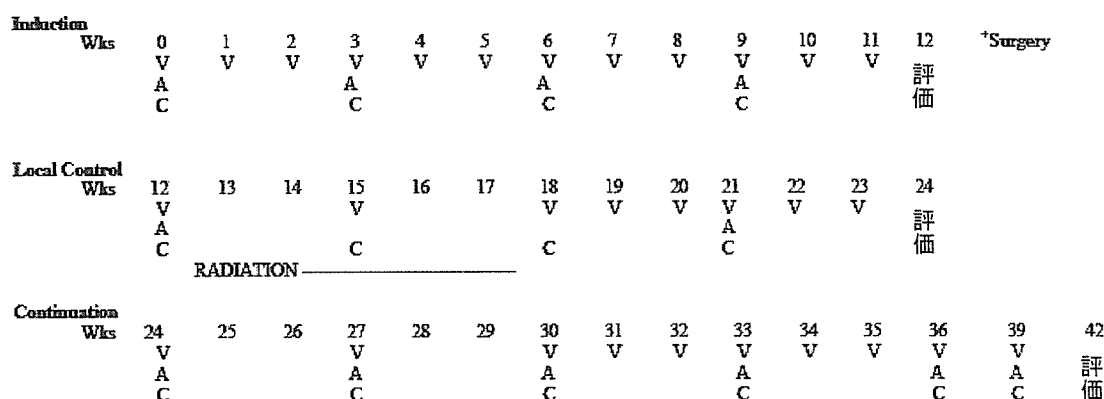 Induction
Wks 0 1 2 3 4 5 6 7 8 9 10 11 12 +Surgery
V V V V V V V V V V V V 評
A A A A 価
C C C C
Local Control
Wks 12 13 14 15 16 17 18 19 20 21 22 23 24
V V V V V V V V 評
A A 価
C C C C
RADIATION
Continuation
Wks 24 25 26 27 28 29 30 31 32 33 34 35 36 39 42
V V V V V V V V V V 評
A A A A A A 価
C C C C C C